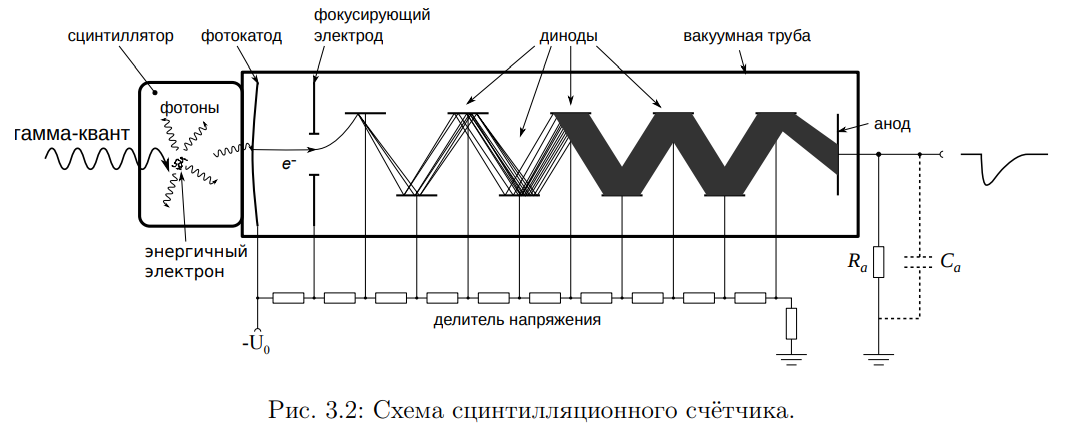 фокусирующий
сцинтиллятор фотокатод электрод диноды вакуумная труба
фотоны
гамма-квант
анод
e⁻
энергичный
электрон
Rₐ Cₐ
делитель напряжения
-U₀
Рис. 3.2: Схема сцинтилляционного счётчика.